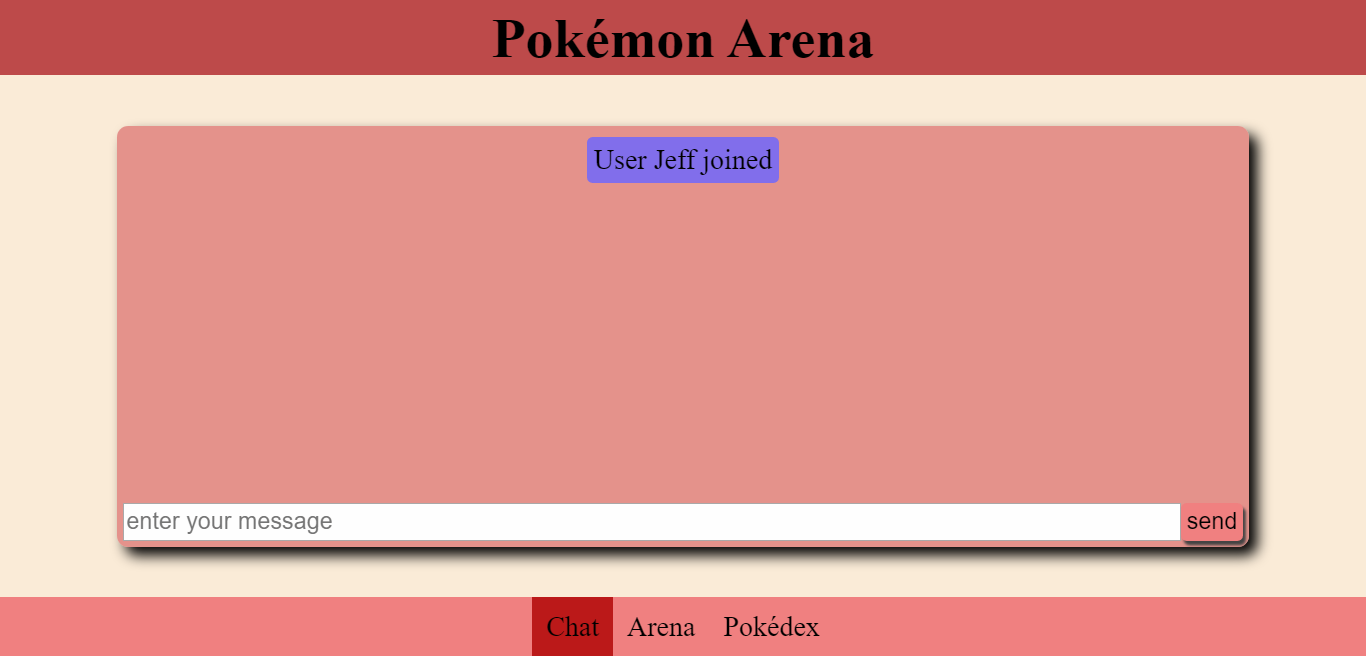 Pokémon Arena
User Jeff joined
enter your message
send
Chat Arena Pokédex